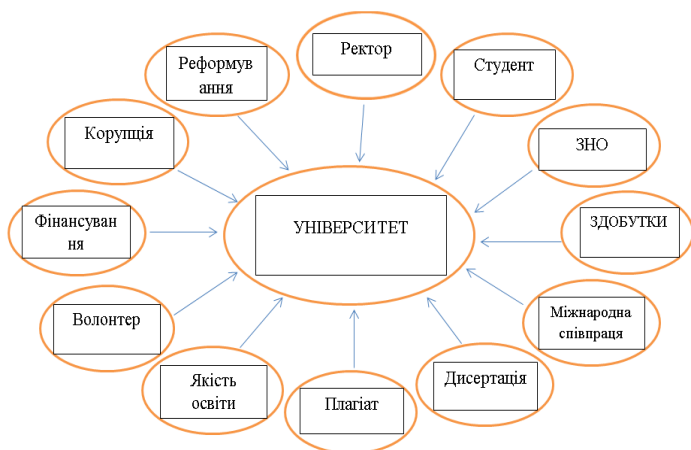 Ректор
Реформув
ання
Студент
Корупція
ЗНО
Фінансуван
ня
УНІВЕРСИТЕТ
ЗДОБУТКИ
Волонтер
Міжнародна
співпраця
Якість
освіти
Плагіат
Дисертація